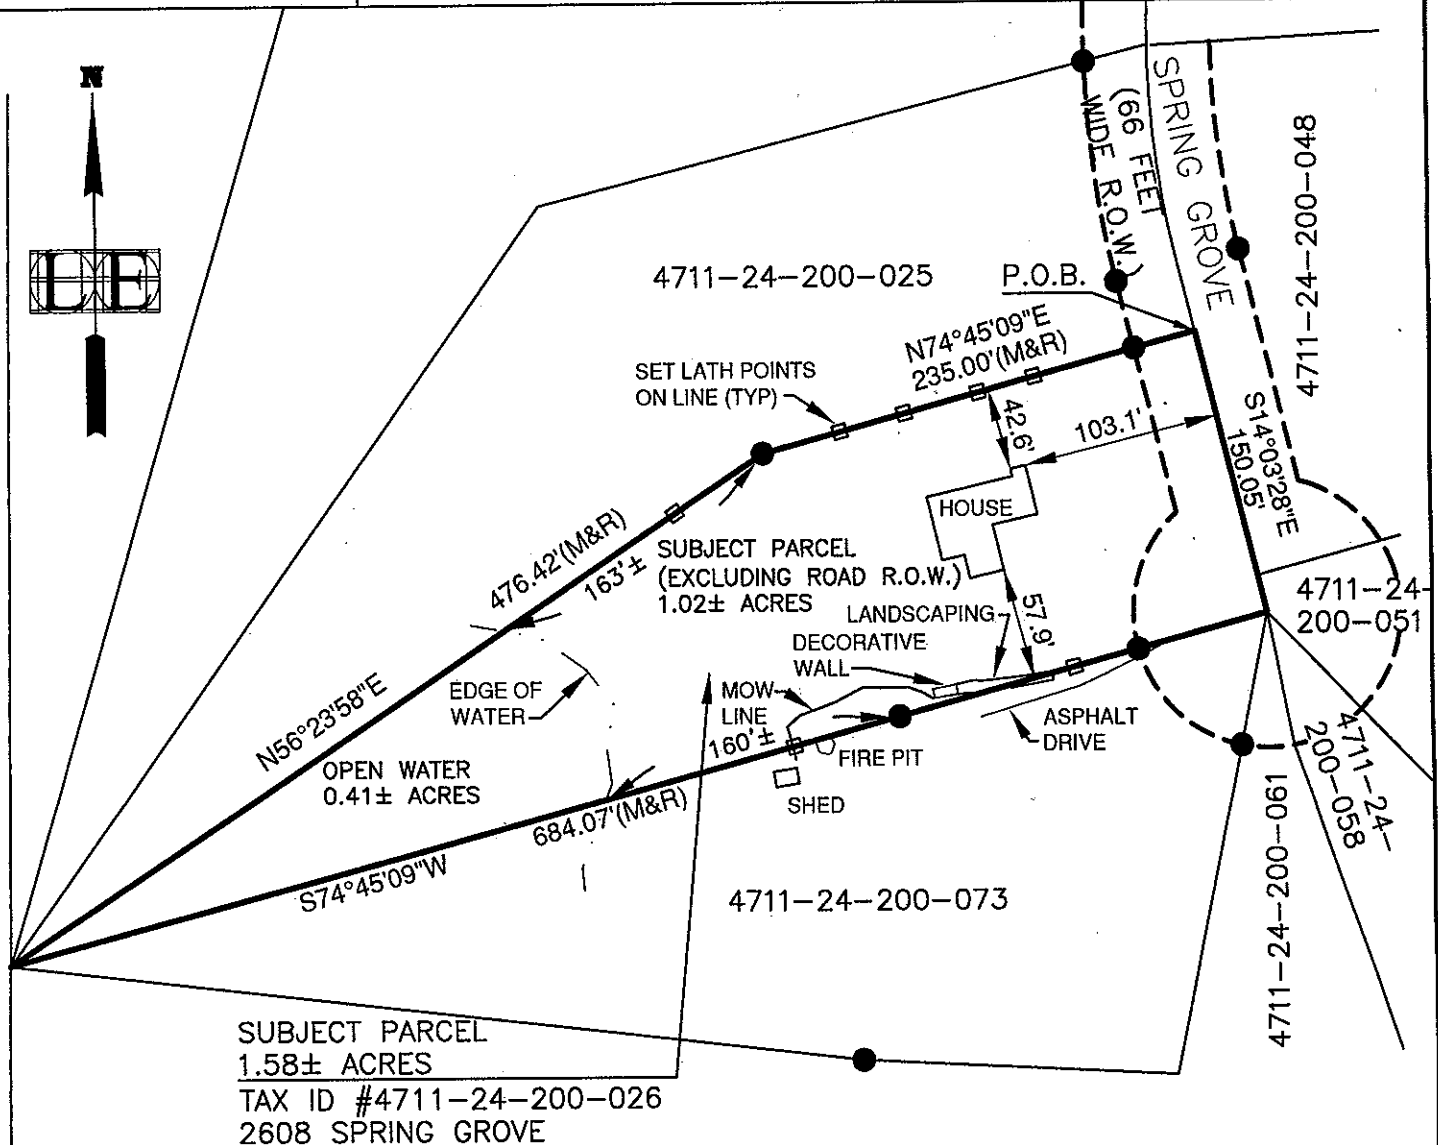 N
LE
SPRING GROVE
(66 FEET
WIDE R.O.W.)
4711-24-200-048
4711-24-200-025
P.O.B.
N74°45'09"E
235.00'(M&R)
SET LATH POINTS
ON LINE (TYP)
42.6'
103.1'
S14°03'28"E
150.05'
HOUSE
476.42'(M&R)
163'±
SUBJECT PARCEL
(EXCLUDING ROAD R.O.W.)
1.02± ACRES
57.9'
4711-24-
200-051
LANDSCAPING
DECORATIVE
WALL
EDGE OF
WATER
MOW
LINE
160'±
N56°23'58"E
OPEN WATER
0.41± ACRES
ASPHALT
DRIVE
FIRE PIT
SHED
4711-24-
200-058
684.07'(M&R)
S74°45'09"W
4711-24-200-061
4711-24-200-073
SUBJECT PARCEL
1.58± ACRES
TAX ID #4711-24-200-026
2608 SPRING GROVE